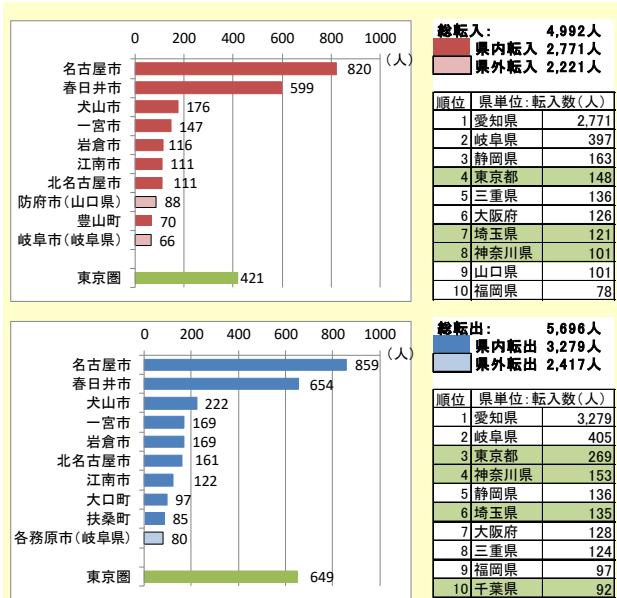 0 200 400 600 800 1000
(人)
名古屋市 820
春日井市 599
犬山市 176
一宮市 147
岩倉市 116
江南市 111
北名古屋市 111
防府市(山口県) 88
豊山町 70
岐阜市(岐阜県) 66
東京圏 421
総転入: 4,992人
県内転入 2,771人
県外転入 2,221人
順位 県単位:転入数(人)
1 愛知県 2,771
2 岐阜県 397
3 静岡県 163
4 東京都 148
5 三重県 136
6 大阪府 126
7 埼玉県 121
8 神奈川県 101
9 山口県 101
10 福岡県 78
0 200 400 600 800 1000
(人)
名古屋市 859
春日井市 654
犬山市 222
一宮市 169
岩倉市 169
北名古屋市 161
江南市 122
大口町 97
扶桑町 85
各務原市(岐阜県) 80
東京圏 649
総転出: 5,696人
県内転出 3,279人
県外転出 2,417人
順位 県単位:転入数(人)
1 愛知県 3,279
2 岐阜県 405
3 東京都 269
4 神奈川県 153
5 静岡県 136
6 埼玉県 135
7 大阪府 128
8 三重県 124
9 福岡県 97
10 千葉県 92